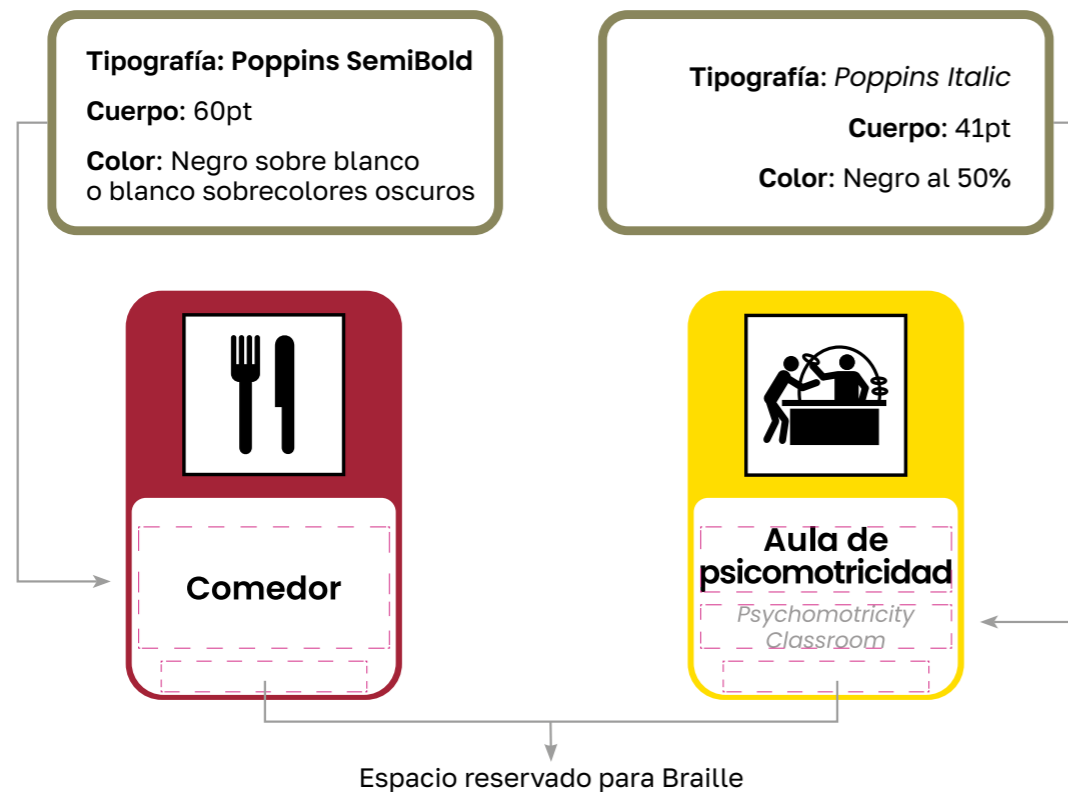 Tipografía: Poppins SemiBold
Cuerpo: 60pt
Color: Negro sobre blanco
o blanco sobrecolores oscuros
Tipografía: Poppins Italic
Cuerpo: 41pt
Color: Negro al 50%
Comedor
Aula de
psicomotricidad
Psychomotricity
Classroom
Espacio reservado para Braille